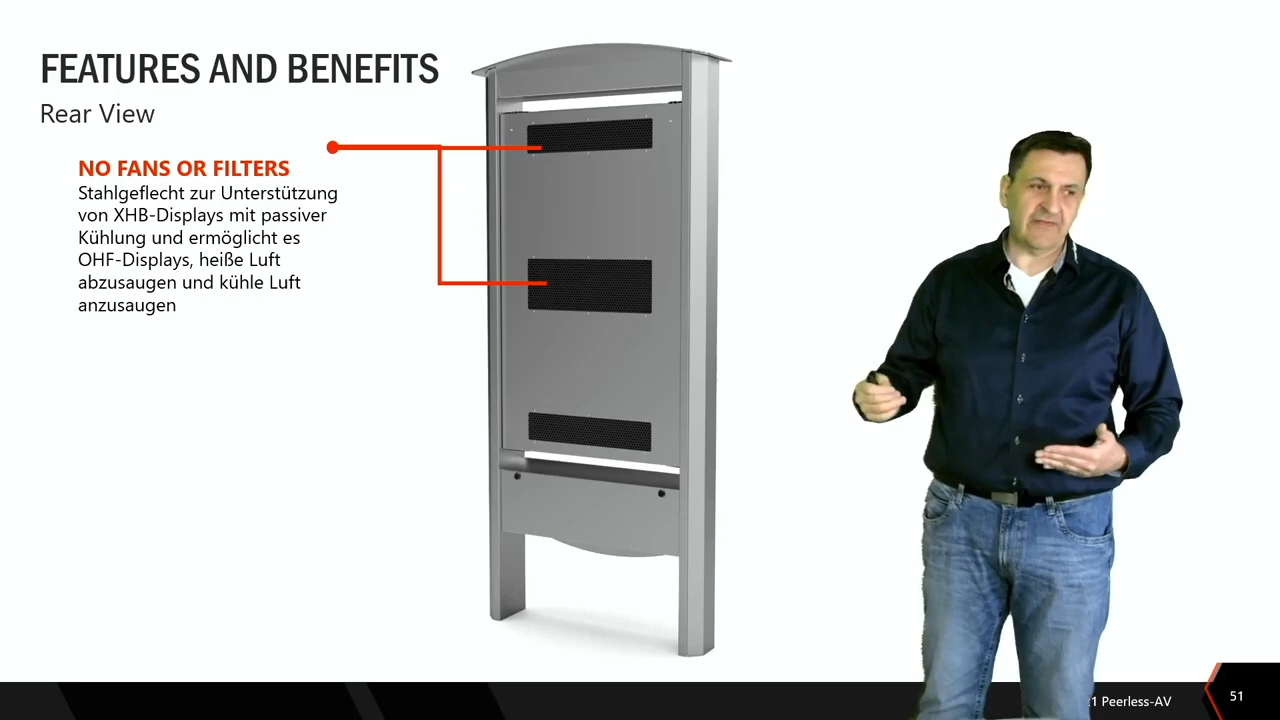 FEATURES AND BENEFITS
Rear View
NO FANS OR FILTERS
Stahlgeflecht zur Unterstützung
von XHB-Displays mit passiver
Kühlung und ermöglicht es
OHF-Displays, heiße Luft
abzusaugen und kühle Luft
anzusaugen
1 Peerless-AV
51